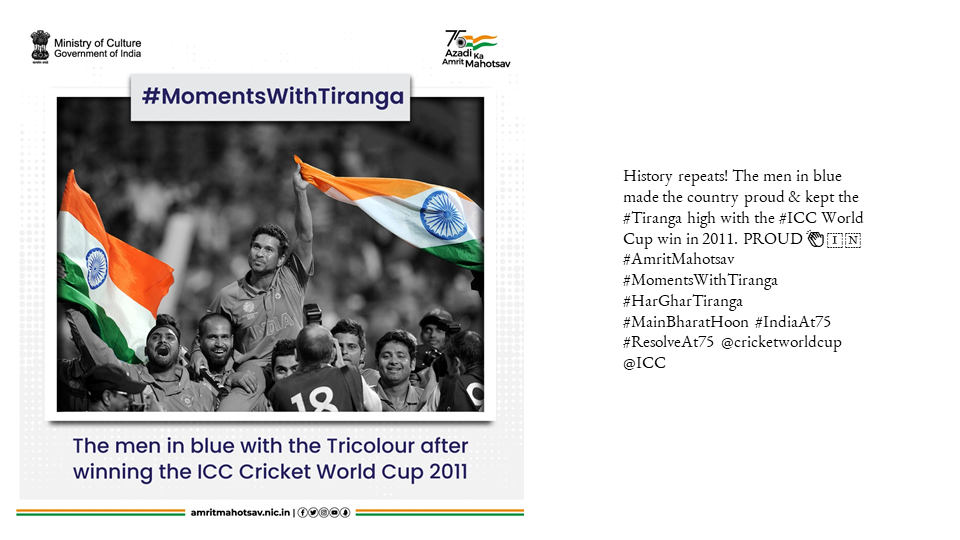 Ministry of Culture
Government of India
75
Azadi Ka
Amrit Mahotsav
#MomentsWithTiranga
INDIA
18
The men in blue with the Tricolour after
winning the ICC Cricket World Cup 2011
amritmahotsav.nic.in |
History repeats! The men in blue
made the country proud & kept the
#Tiranga high with the #ICC World
Cup win in 2011. PROUD 👏🇮🇳
#AmritMahotsav
#MomentsWithTiranga
#HarGharTiranga
#MainBharatHoon #IndiaAt75
#ResolveAt75 @cricketworldcup
@ICC